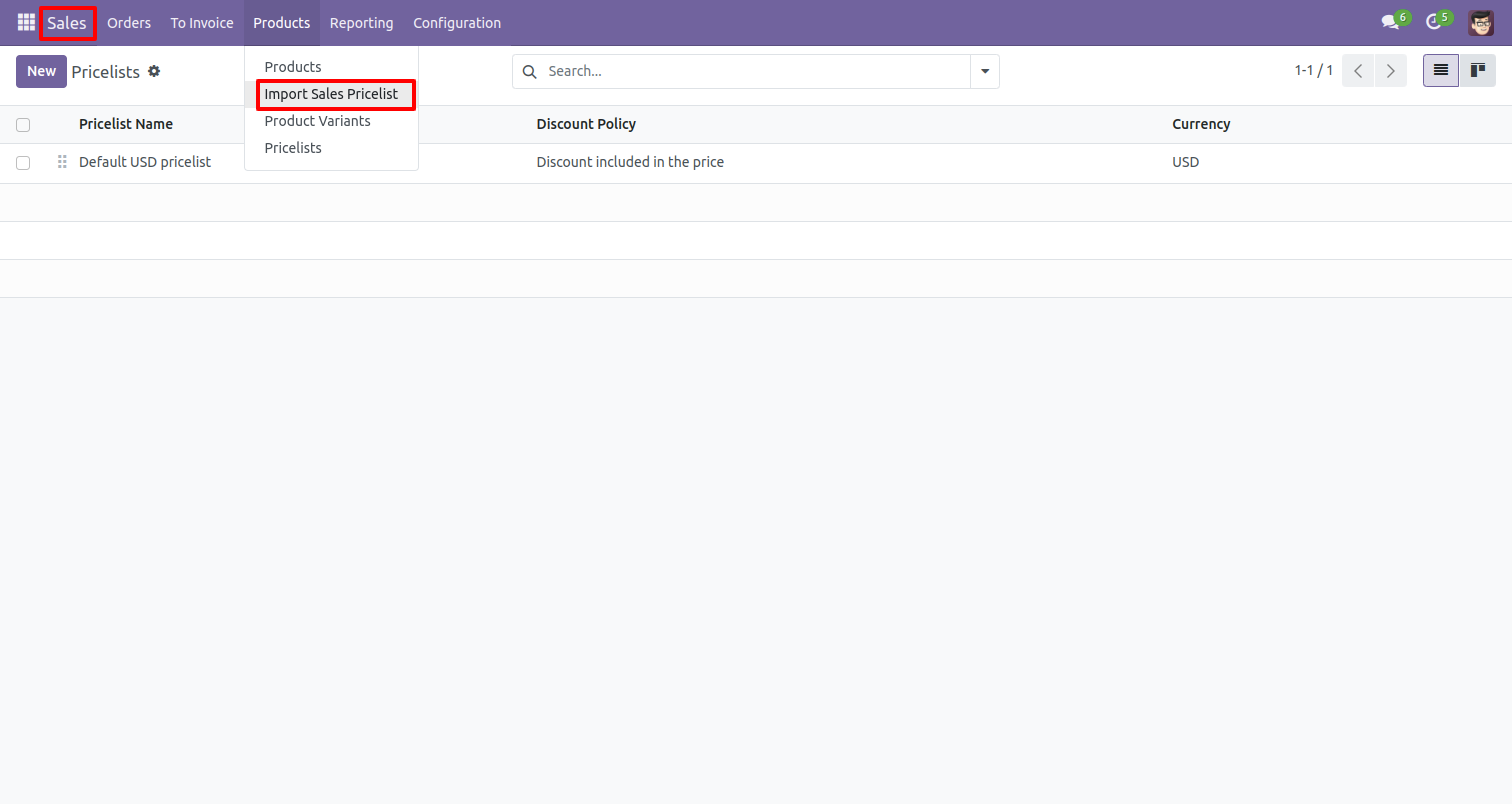 Sales Orders To Invoice Products Reporting Configuration 6 5
New Pricelists Search... 1-1 / 1
Products
Import Sales Pricelist
Product Variants
Pricelists
Pricelist Name Discount Policy Currency
Default USD pricelist Discount included in the price USD